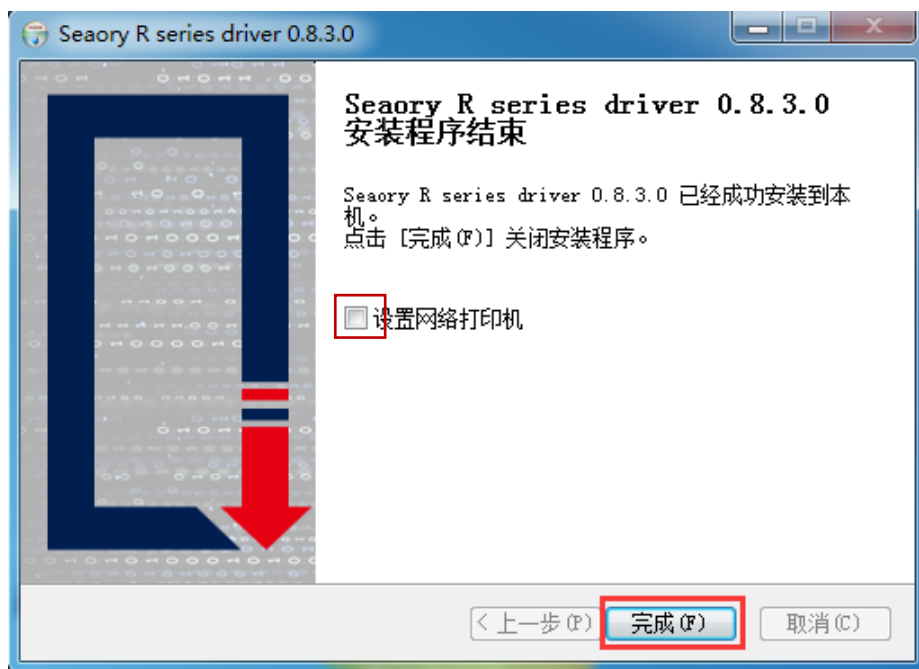 Seaory R series driver 0.8.3.0
Seaory R series driver 0.8.3.0
安装程序结束
Seaory R series driver 0.8.3.0 已经成功安装到本
机。
点击 [完成(F)] 关闭安装程序。
设置网络打印机
<上一步(P)
完成(F)
取消(C)